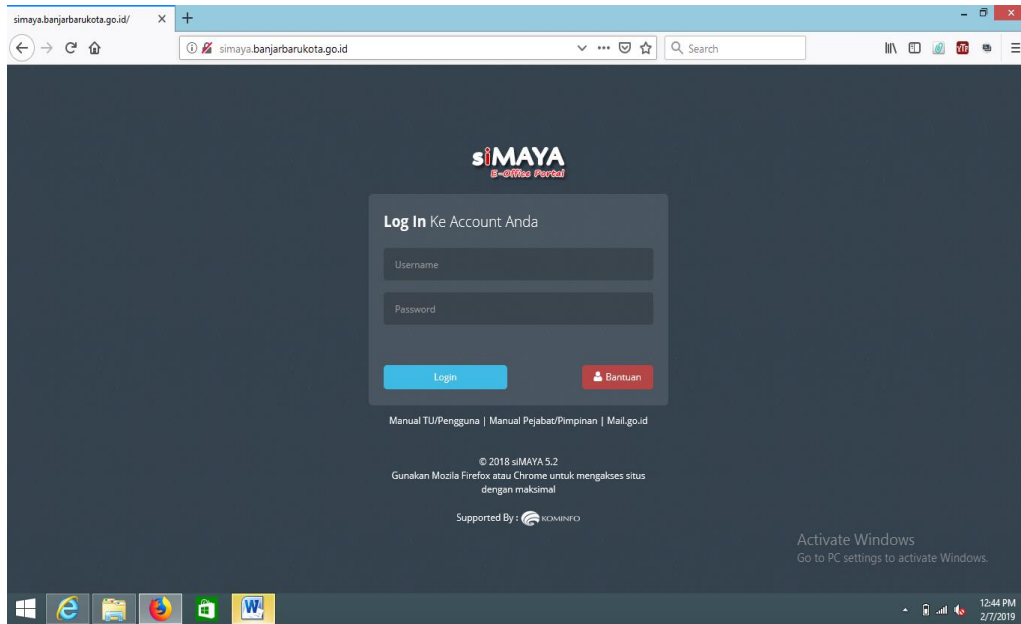 simaya.banjarbarukota.go.id/
simaya.banjarbarukota.go.id
Search
siMAYA
E-Office Portal
Log In Ke Account Anda
Username
Password
Login
Bantuan
Manual TU/Pengguna | Manual Pejabat/Pimpinan | Mail.go.id
© 2018 siMAYA 5.2
Gunakan Mozila Firefox atau Chrome untuk mengakses situs
dengan maksimal
Supported By : KOMINFO
Activate Windows
Go to PC settings to activate Windows.
12:44 PM
2/7/2019